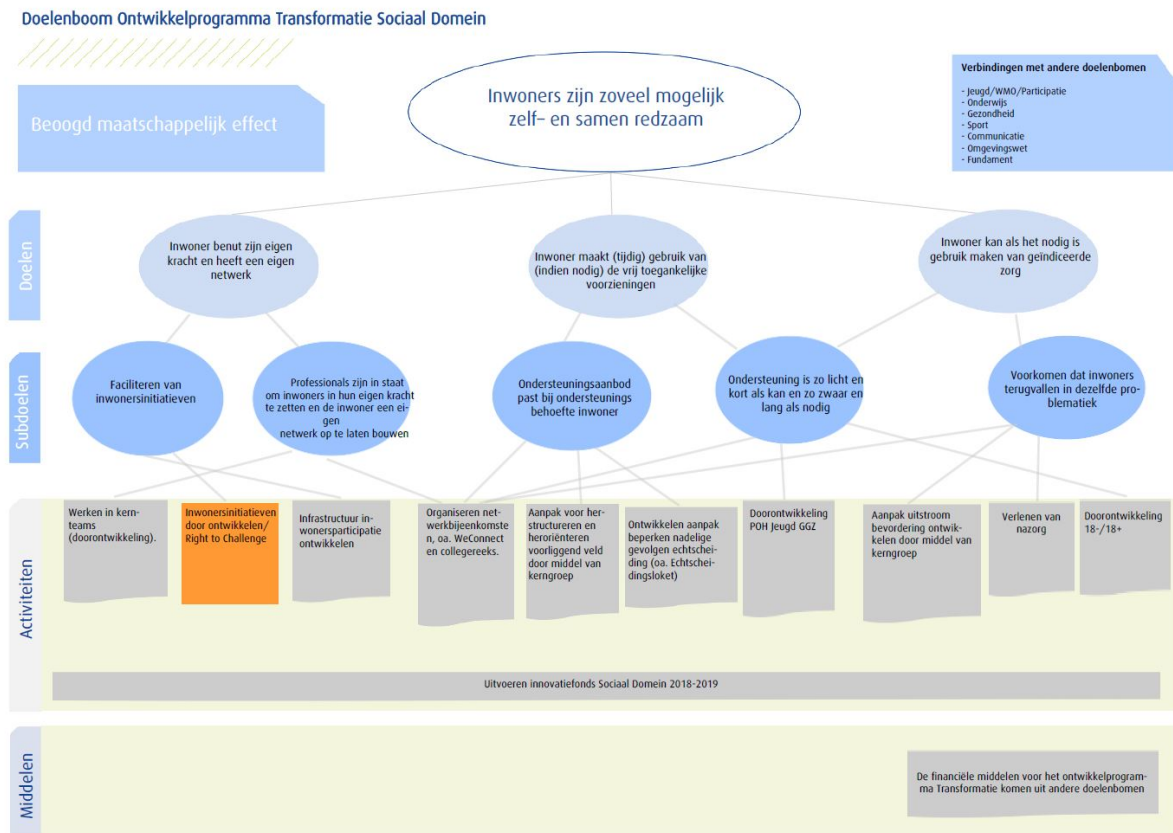 Doelenboom Ontwikkelprogramma Transformatie Sociaal Domein
Beoogd maatschappelijk effect
Inwoners zijn zoveel mogelijk
zelf– en samen redzaam
Verbindingen met andere doelenbomen
- Jeugd/WMO/Participatie
- Onderwijs
- Gezondheid
- Sport
- Communicatie
- Omgevingswet
- Fundament
Doelen
Inwoner benut zijn eigen
kracht en heeft een eigen
netwerk
Inwoner maakt (tijdig) gebruik van
(indien nodig) de vrij toegankelijke
voorzieningen
Inwoner kan als het nodig is
gebruik maken van geïndiceerde
zorg
Subdoelen
Faciliteren van
inwonersinitiatieven
Professionals zijn in staat
om inwoners in hun eigen kracht
te zetten en de inwoner een ei-
gen
netwerk op te laten bouwen
Ondersteuningsaanbod
past bij ondersteunings
behoefte inwoner
Ondersteuning is zo licht en
kort als kan en zo zwaar en
lang als nodig
Voorkomen dat inwoners
terugvallen in dezelfde pro-
blematiek
Activiteiten
Werken in kern-
teams
(doorontwikkeling).
Inwonersinitiatieven
door ontwikkelen/
Right to Challenge
Infrastructuur in-
wonersparticipatie
ontwikkelen
Organiseren net-
werkbijeenkomste
n, oa. WeConnect
en collegereeks.
Aanpak voor her-
structureren en
heroriënteren
voorliggend veld
door middel van
kerngroep
Ontwikkelen aanpak
beperken nadelige
gevolgen echtschei-
ding (oa. Echtschei-
dingsloket)
Doorontwikkeling
POH Jeugd GGZ
Aanpak uitstroom
bevordering ontwik-
kelen door middel van
kerngroep
Verlenen van
nazorg
Doorontwikkeling
18-/18+
Uitvoeren innovatiefonds Sociaal Domein 2018-2019
Middelen
De financiële middelen voor het ontwikkelprogram-
ma Transformatie komen uit andere doelenbomen